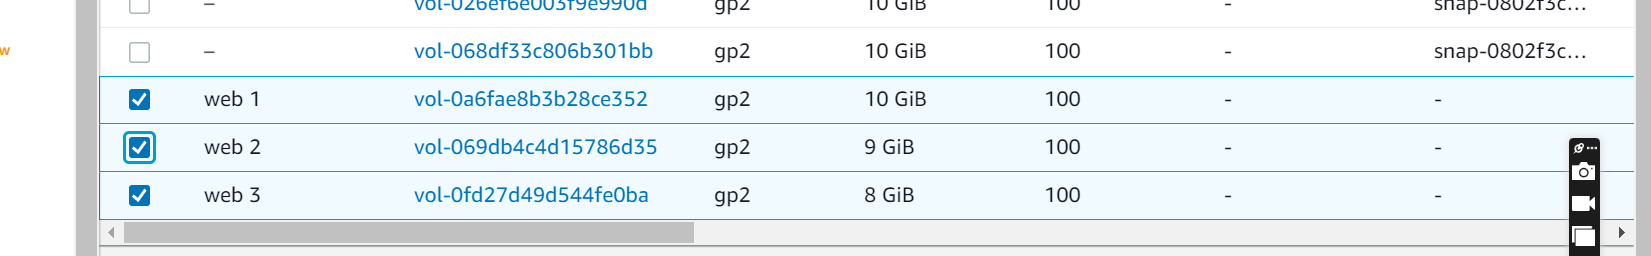 – vol-026ef6e003f9e990d gp2 10 GiB 100 - snap-0802f3c...
w
– vol-068df33c806b301bb gp2 10 GiB 100 - snap-0802f3c...
web 1 vol-0a6fae8b3b28ce352 gp2 10 GiB 100 - -
web 2 vol-069db4c4d15786d35 gp2 9 GiB 100 - -
web 3 vol-0fd27d49d544fe0ba gp2 8 GiB 100 - -